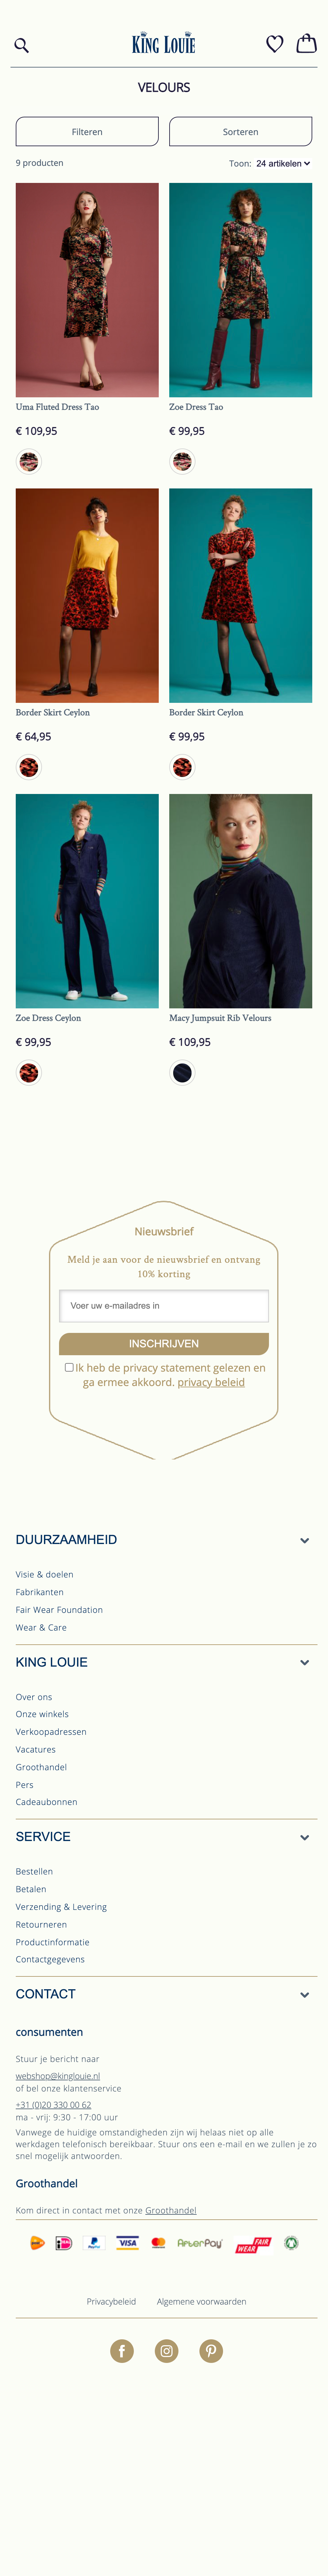 KING LOUIE
VELOURS
Filteren
Sorteren
9 producten
Toon: 24 artikelen
Uma Fluted Dress Tao
Zoe Dress Tao
€ 109,95
€ 99,95
Border Skirt Ceylon
Border Skirt Ceylon
€ 64,95
€ 99,95
Zoe Dress Ceylon
Macy Jumpsuit Rib Velours
€ 99,95
€ 109,95
Nieuwsbrief
Meld je aan voor de nieuwsbrief en ontvang
10% korting
Voer uw e-mailadres in
INSCHRIJVEN
Ik heb de privacy statement gelezen en
ga ermee akkoord. privacy beleid
DUURZAAMHEID
Visie & doelen
Fabrikanten
Fair Wear Foundation
Wear & Care
KING LOUIE
Over ons
Onze winkels
Verkoopadressen
Vacatures
Groothandel
Pers
Cadeaubonnen
SERVICE
Bestellen
Betalen
Verzending & Levering
Retourneren
Productinformatie
Contactgegevens
CONTACT
consumenten
Stuur je bericht naar
webshop@kinglouie.nl
of bel onze klantenservice
+31 (0)20 330 00 62
ma - vrij: 9:30 - 17:00 uur
Vanwege de huidige omstandigheden zijn wij helaas niet op alle
werkdagen telefonisch bereikbaar. Stuur ons een e-mail en we zullen je zo
snel mogelijk antwoorden.
Groothandel
Kom direct in contact met onze Groothandel
iDEAL PayPal VISA MasterCard AfterPay FAIR WEAR
Privacybeleid Algemene voorwaarden